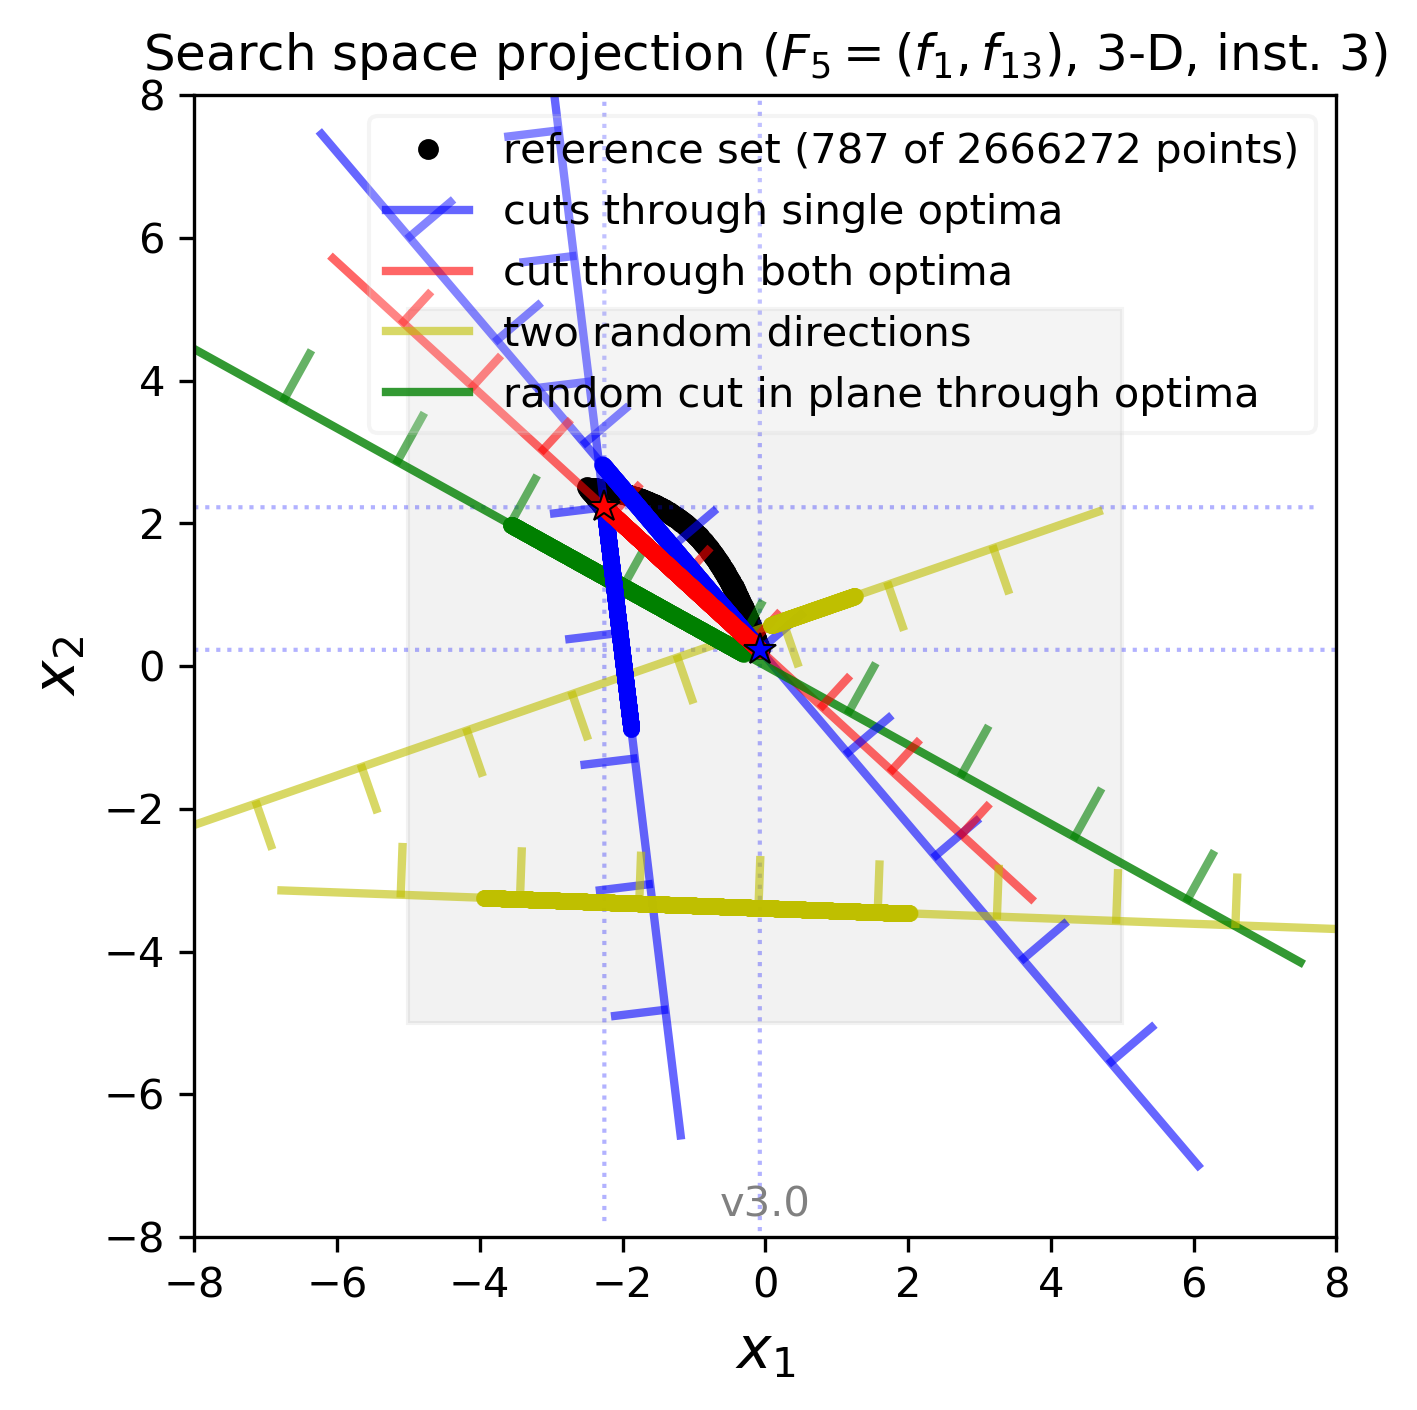 Search space projection (F₅ = (f₁, f₁₃), 3-D, inst. 3)
reference set (787 of 2666272 points)
cuts through single optima
cut through both optima
two random directions
random cut in plane through optima
8
6
4
2
0
−2
−4
−6
−8
x₂
v3.0
−8 −6 −4 −2 0 2 4 6 8
x₁